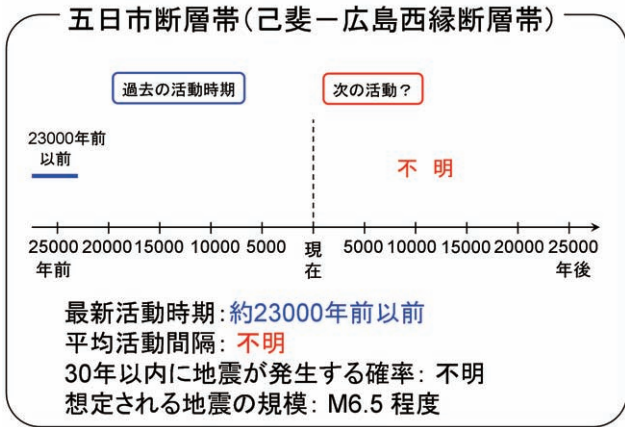 五日市断層帯(己斐－広島西縁断層帯)
過去の活動時期
次の活動？
23000年前
以前
不 明
25000 20000 15000 10000 5000 現在 5000 10000 15000 20000 25000
年前 年後
最新活動時期：約23000年前以前
平均活動間隔：不明
30年以内に地震が発生する確率：不明
想定される地震の規模：M6.5 程度